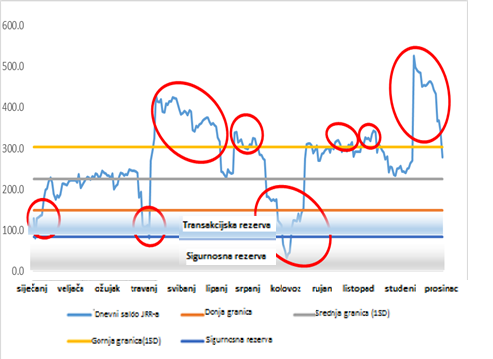 600.0
500.0
400.0
300.0
200.0
100.0
0.0
Transakcijska rezerva
Sigurnosna rezerva
siječanj veljača ožujak travanj svibanj lipanj srpanj kolovoz rujan listopad studeni prosinac
Dnevni saldo JRR-a Donja granica Srednja granica (1SD)
Gornja granica(1SD) Sigurnosna rezerva